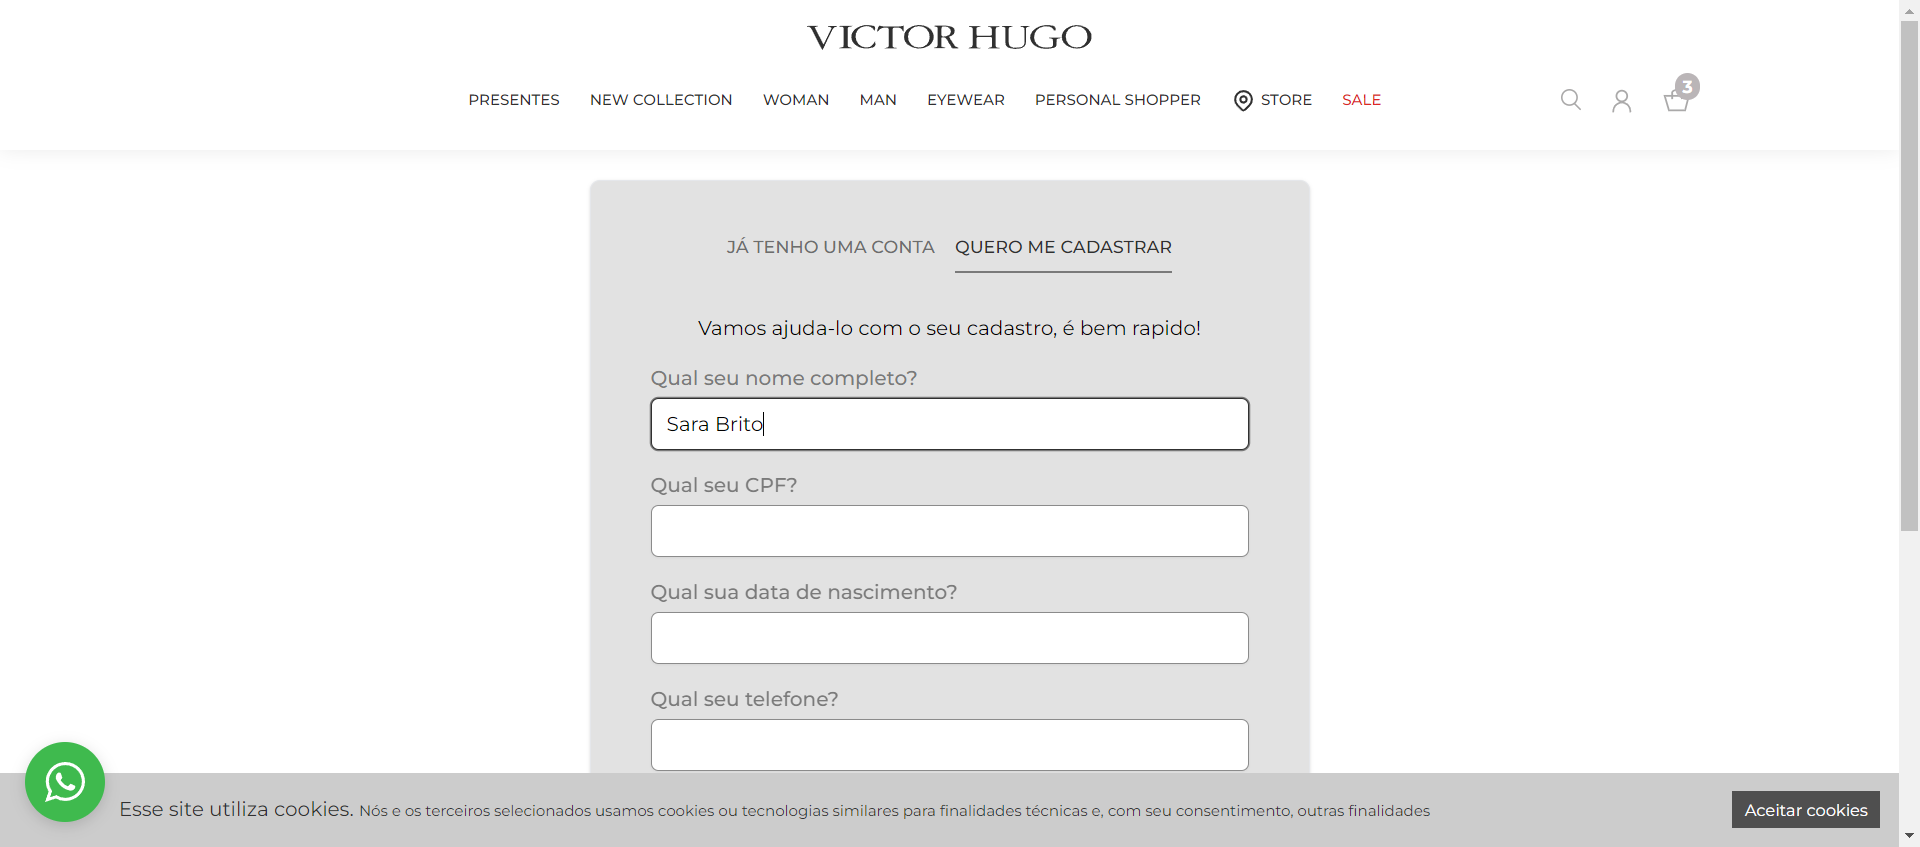 VICTOR HUGO
PRESENTES NEW COLLECTION WOMAN MAN EYEWEAR PERSONAL SHOPPER STORE SALE 3
JÁ TENHO UMA CONTA QUERO ME CADASTRAR
Vamos ajuda-lo com o seu cadastro, é bem rapido!
Qual seu nome completo?
Sara Brito
Qual seu CPF?
Qual sua data de nascimento?
Qual seu telefone?
Esse site utiliza cookies. Nós e os terceiros selecionados usamos cookies ou tecnologias similares para finalidades técnicas e, com seu consentimento, outras finalidades Aceitar cookies